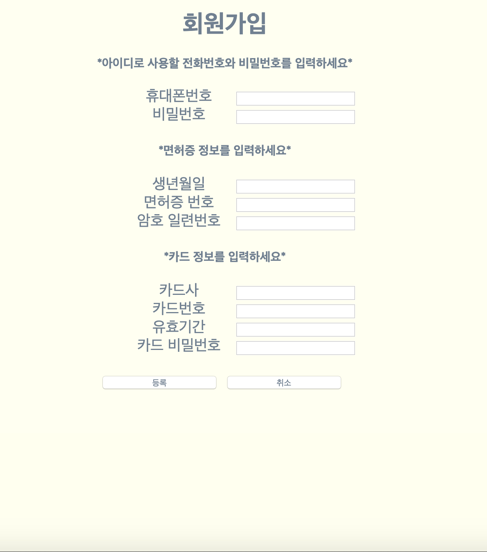 회원가입
*아이디로 사용할 전화번호와 비밀번호를 입력하세요*
휴대폰번호
비밀번호
*면허증 정보를 입력하세요*
생년월일
면허증 번호
암호 일련번호
*카드 정보를 입력하세요*
카드사
카드번호
유효기간
카드 비밀번호
등록 취소